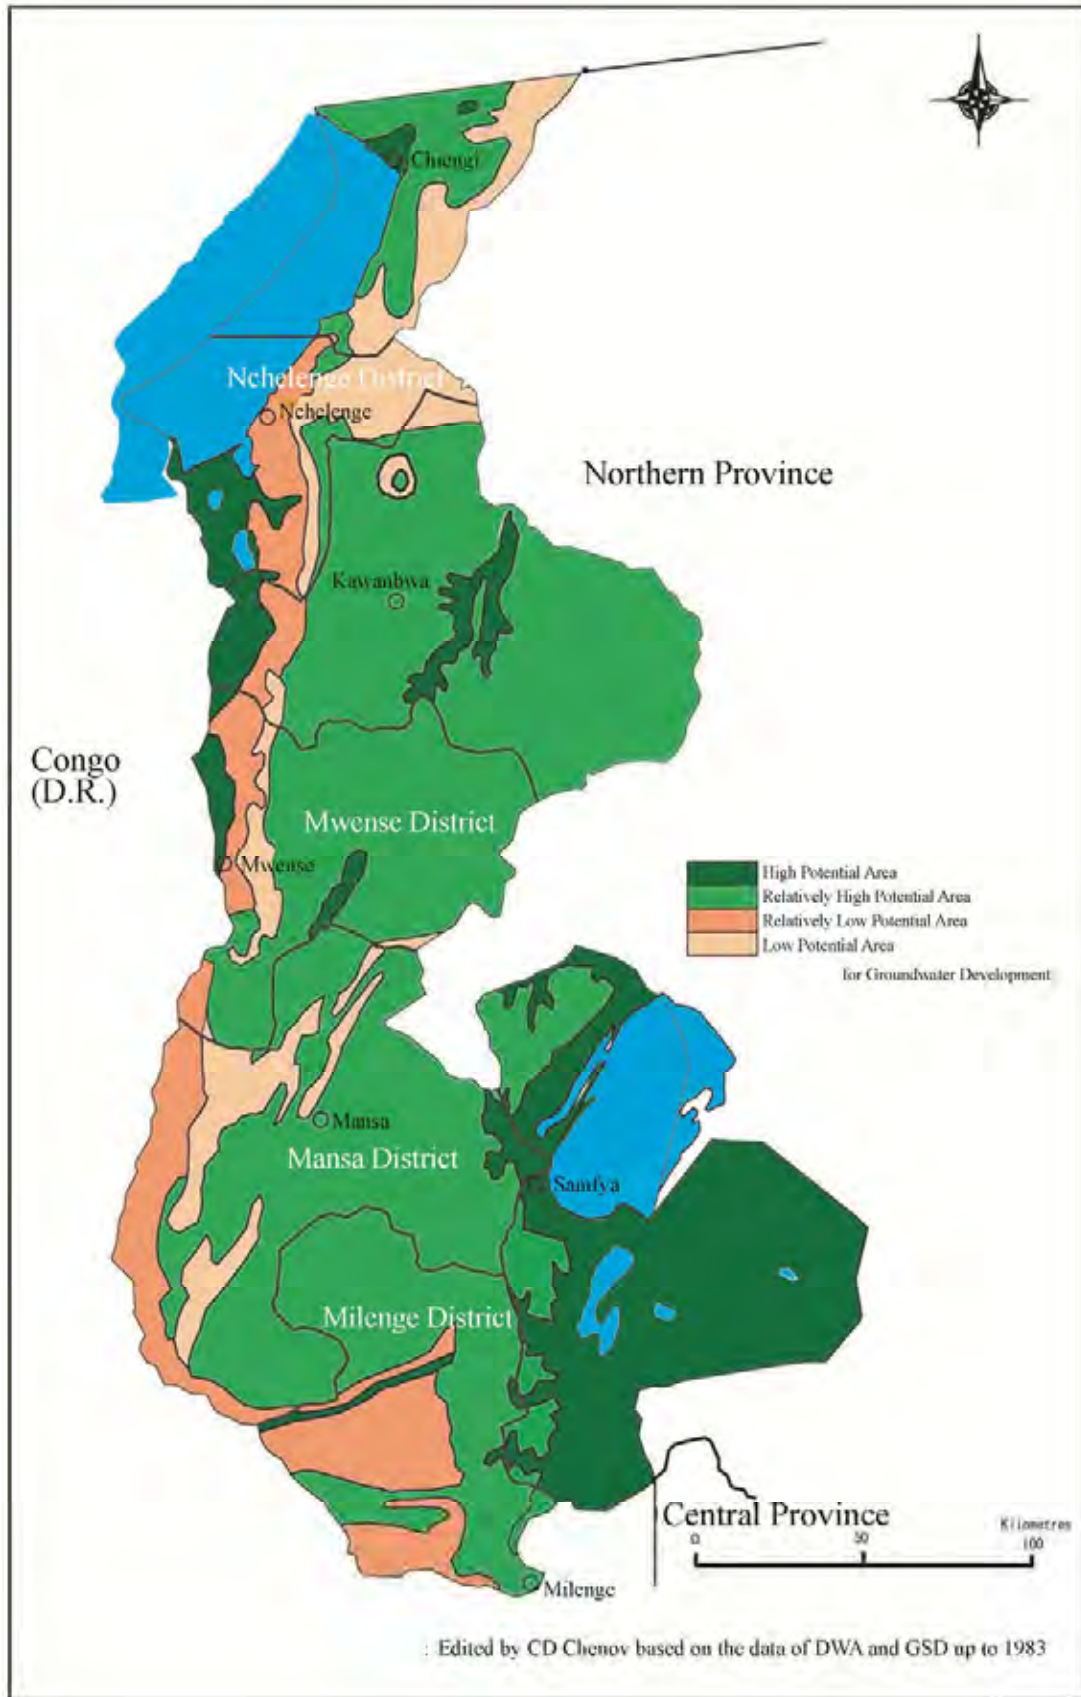 Chiengi
Nchelenge District
Nchelenge
Northern Province
Kawanbwa
Congo
(D.R.)
Mwense District
Mwense
High Potential Area
Relatively High Potential Area
Relatively Low Potential Area
Low Potential Area
for Groundwater Development
Mansa
Mansa District
Samfya
Milenge District
Central Province
Kilometres
0 50 100
Milenge
: Edited by CD Chenov based on the data of DWA and GSD up to 1983